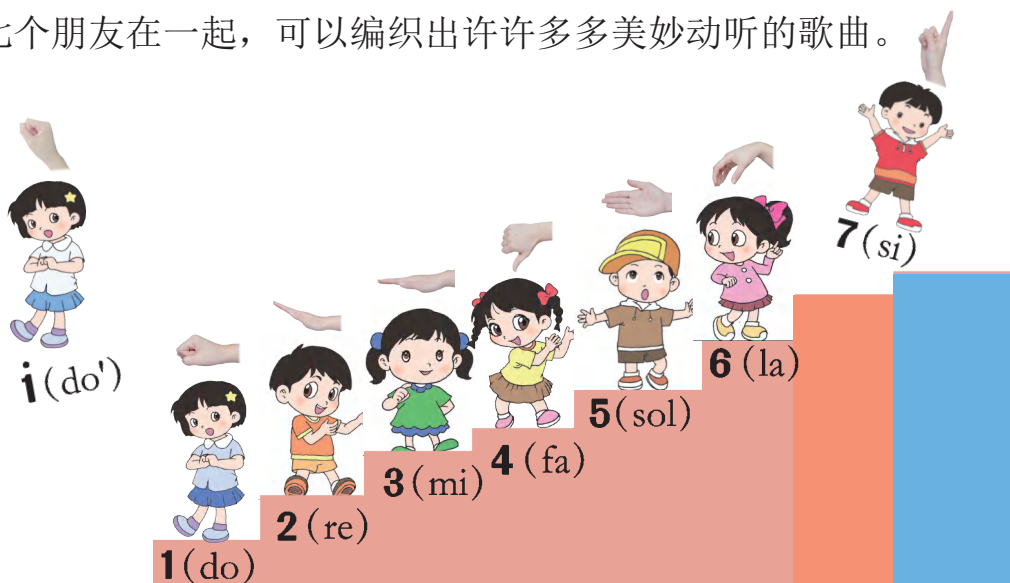 个朋友在一起，可以编织出许许多多美妙动听的歌曲。
7(si)
6(la)
i(do')
5(sol)
4(fa)
3(mi)
2(re)
1(do)